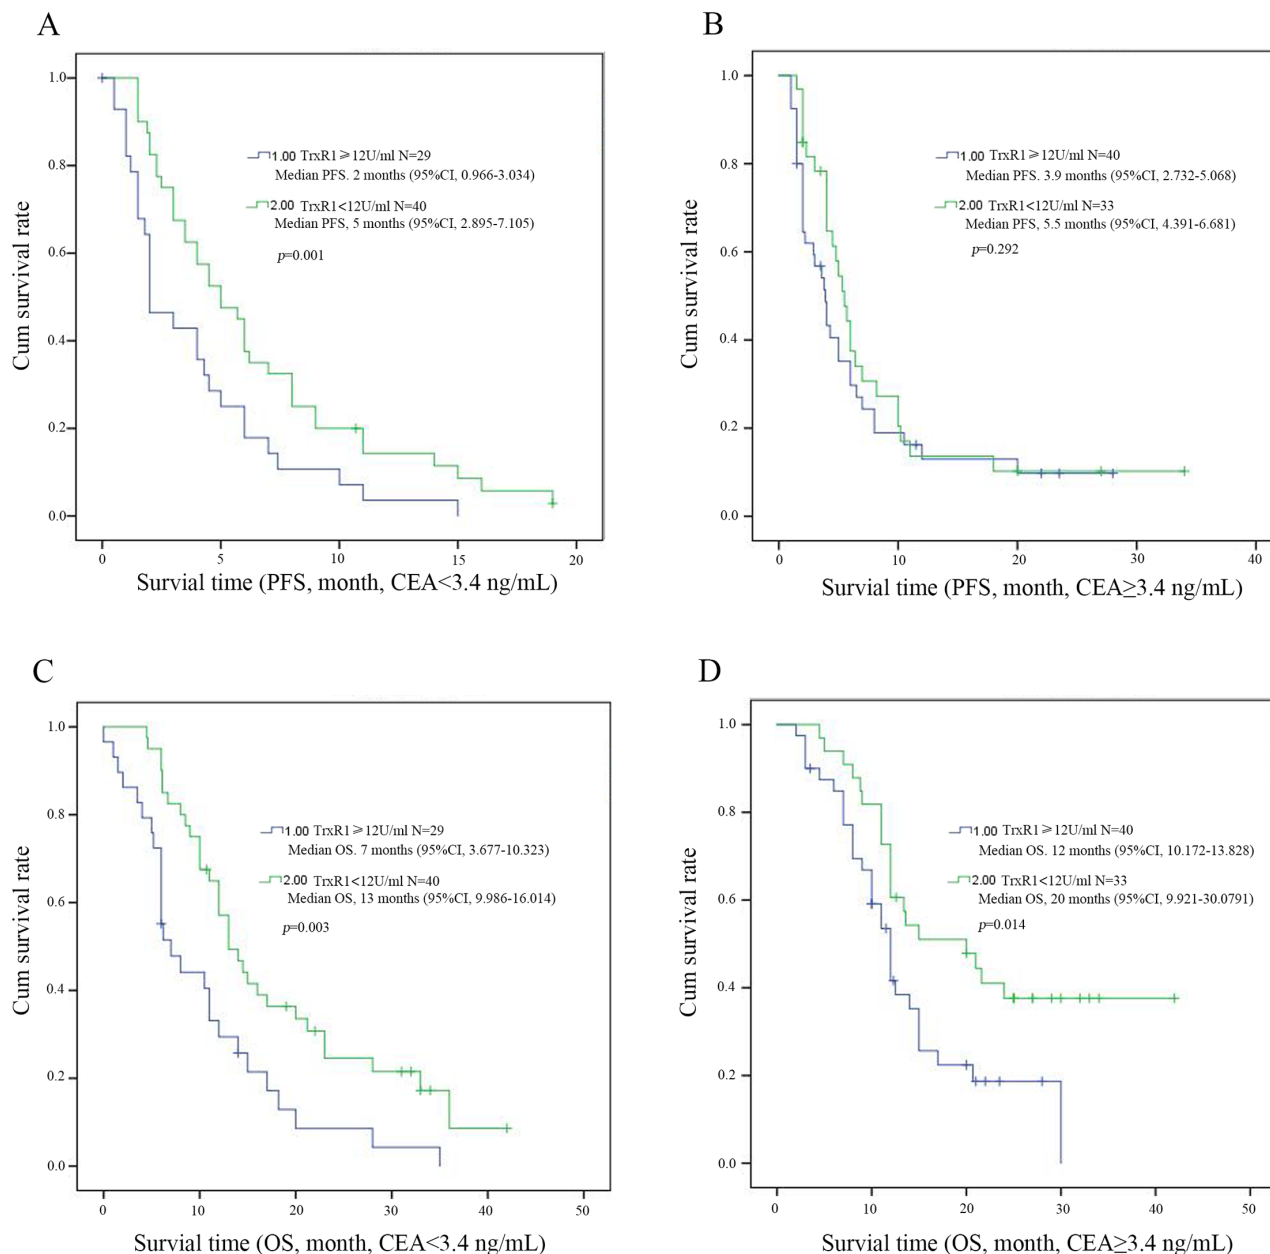 A
Cum survival rate
1.0
0.8
0.6
0.4
0.2
0.0
1.00 TrxR1≥12U/ml N=29
Median PFS. 2 months (95%CI, 0.966-3.034)
2.00 TrxR1<12U/ml N=40
Median PFS, 5 months (95%CI, 2.895-7.105)
p=0.001
0 5 10 15 20
Survial time (PFS, month, CEA<3.4 ng/mL)
B
Cum survival rate
1.0
0.8
0.6
0.4
0.2
0.0
1.00 TrxR1≥12U/ml N=40
Median PFS. 3.9 months (95%CI, 2.732-5.068)
2.00 TrxR1<12U/ml N=33
Median PFS, 5.5 months (95%CI, 4.391-6.681)
p=0.292
0 10 20 30 40
Survial time (PFS, month, CEA≥3.4 ng/mL)
C
Cum survival rate
1.0
0.8
0.6
0.4
0.2
0.0
1.00 TrxR1≥12U/ml N=29
Median OS. 7 months (95%CI, 3.677-10.323)
2.00 TrxR1<12U/ml N=40
Median OS, 13 months (95%CI, 9.986-16.014)
p=0.003
0 10 20 30 40 50
Survial time (OS, month, CEA<3.4 ng/mL)
D
Cum survival rate
1.0
0.8
0.6
0.4
0.2
0.0
1.00 TrxR1≥12U/ml N=40
Median OS. 12 months (95%CI, 10.172-13.828)
2.00 TrxR1<12U/ml N=33
Median OS, 20 months (95%CI, 9.921-30.0791)
p=0.014
0 10 20 30 40 50
Survial time (OS, month, CEA≥3.4 ng/mL)